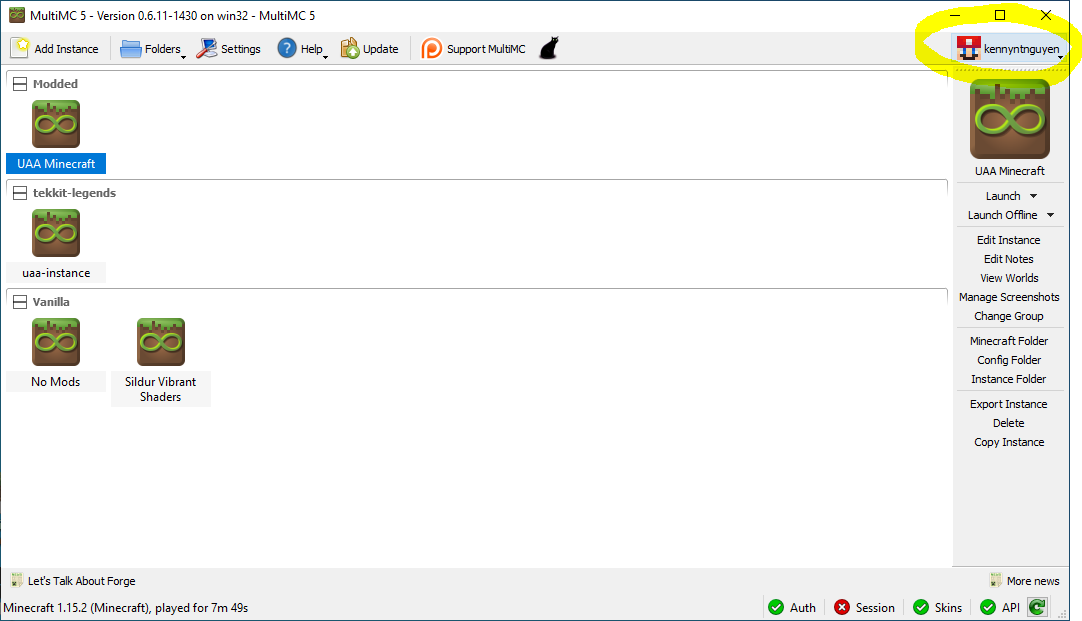 MultiMC 5 - Version 0.6.11-1430 on win32 - MultiMC 5
Add Instance Folders Settings Help Update Support MultiMC kennyntnguyen
Modded
UAA Minecraft
tekkit-legends
uaa-instance
Vanilla
No Mods
Sildur Vibrant
Shaders
UAA Minecraft
Launch
Launch Offline
Edit Instance
Edit Notes
View Worlds
Manage Screenshots
Change Group
Minecraft Folder
Config Folder
Instance Folder
Export Instance
Delete
Copy Instance
Let's Talk About Forge More news
Minecraft 1.15.2 (Minecraft), played for 7m 49s Auth Session Skins API